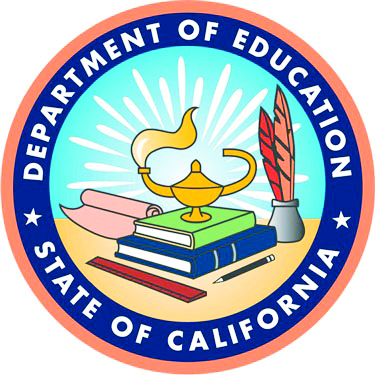 DEPARTMENT OF EDUCATION
STATE OF CALIFORNIA